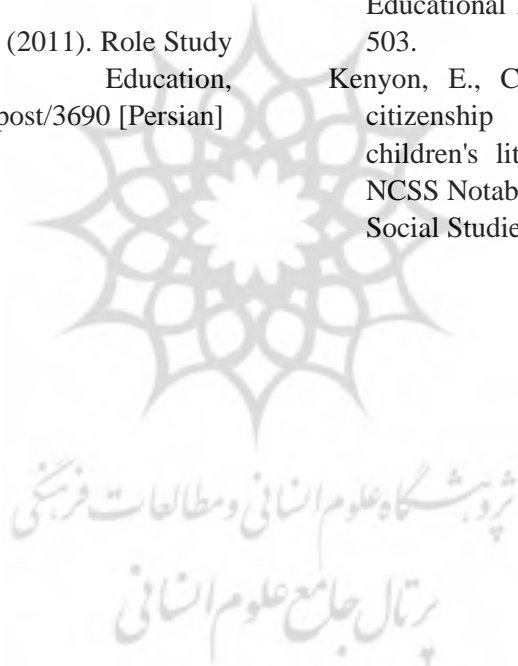 (2011). Role Study
Education,
post/3690 [Persian]
Educational
503.
Kenyon, E., C
citizenship
children's lit
NCSS Notab
Social Studie
پژوهشگاه علوم انسانی و مطالعات فرهنگی
پرتال جامع علوم انسانی